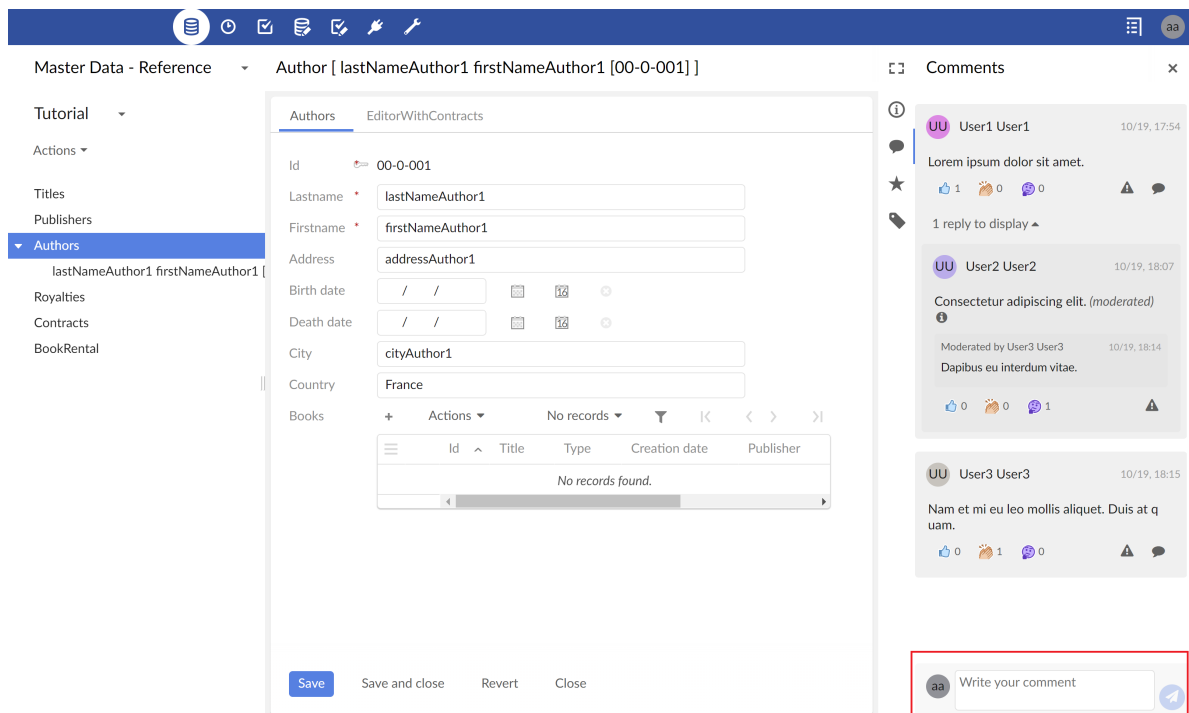 aa
Master Data - Reference
Author [ lastNameAuthor1 firstNameAuthor1 [00-0-001] ]
Comments
Tutorial
Actions
Titles
Publishers
Authors
lastNameAuthor1 firstNameAuthor1 [
Royalties
Contracts
BookRental
Authors
EditorWithContracts
Id 00-0-001
Lastname * lastNameAuthor1
Firstname * firstNameAuthor1
Address addressAuthor1
Birth date / / 16
Death date / / 16
City cityAuthor1
Country France
Books + Actions No records
Id Title Type Creation date Publisher
No records found.
Save Save and close Revert Close
UU User1 User1 10/19, 17:54
Lorem ipsum dolor sit amet.
1 0 0
1 reply to display
UU User2 User2 10/19, 18:07
Consectetur adipiscing elit. (moderated)
Moderated by User3 User3 10/19, 18:14
Dapibus eu interdum vitae.
0 0 1
UU User3 User3 10/19, 18:15
Nam et mi eu leo mollis aliquet. Duis at q
uam.
0 1 0
aa Write your comment